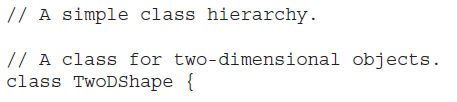 // A simple class hierarchy.
// A class for two-dimensional objects.
class TwoDShape {